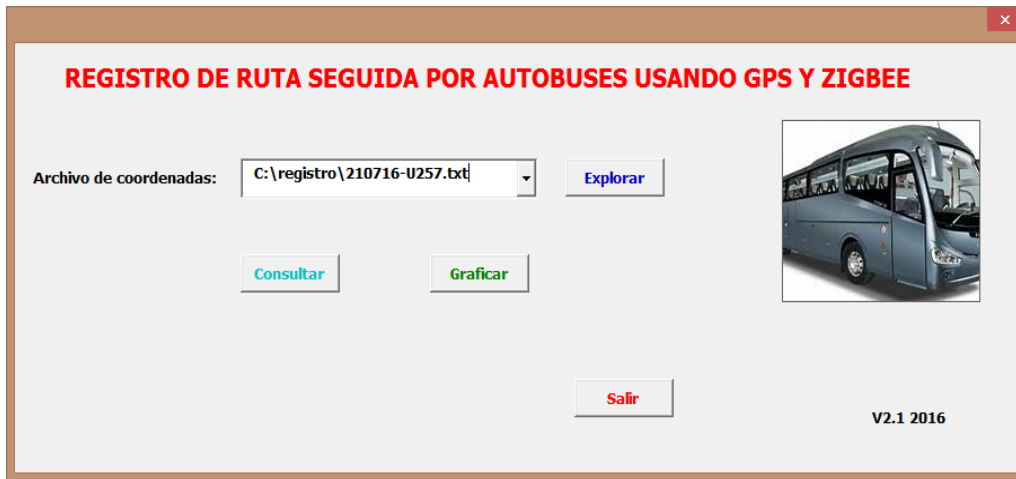 REGISTRO DE RUTA SEGUIDA POR AUTOBUSES USANDO GPS Y ZIGBEE
Archivo de coordenadas: C:\registro\210716-U257.txt Explorar
Consultar Graficar
Salir
V2.1 2016